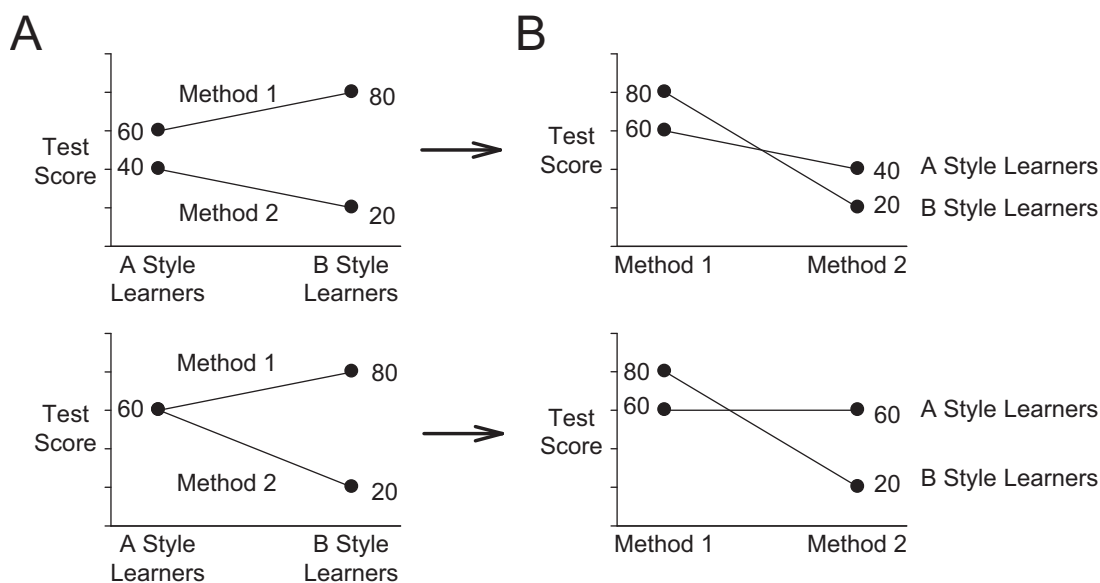 A
Method 1
80
60
Test
Score
40
Method 2
20
A Style
Learners
B Style
Learners
B
80
60
Test
Score
40
A Style Learners
20
B Style Learners
Method 1
Method 2
Method 1
80
60
Test
Score
Method 2
20
A Style
Learners
B Style
Learners
80
60
Test
Score
60
A Style Learners
20
B Style Learners
Method 1
Method 2